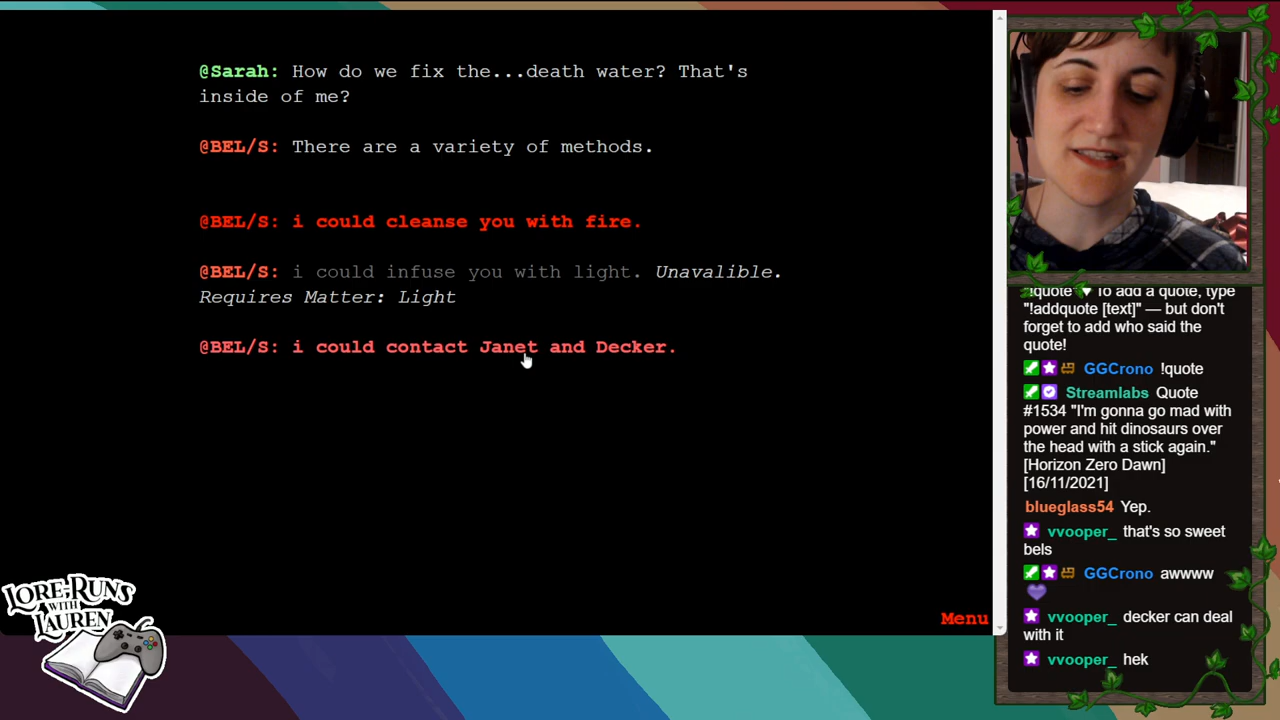 @Sarah: How do we fix the...death water? That's
inside of me?
@BEL/S: There are a variety of methods.
@BEL/S: i could cleanse you with fire.
@BEL/S: i could infuse you with light. Unavalible.
Requires Matter: Light
@BEL/S: i could contact Janet and Decker.
Menu
LORE-RUNS
WITH
LAUREN
!quote ♥ To add a quote, type
"!addquote [text]" — but don't
forget to add who said the
quote!
GGCrono !quote
Streamlabs Quote
#1534 "I'm gonna go mad with
power and hit dinosaurs over
the head with a stick again."
[Horizon Zero Dawn]
[16/11/2021]
blueglass54 Yep.
vvooper_ that's so sweet
bels
GGCrono awwww
vvooper_ decker can deal
with it
vvooper_ hek